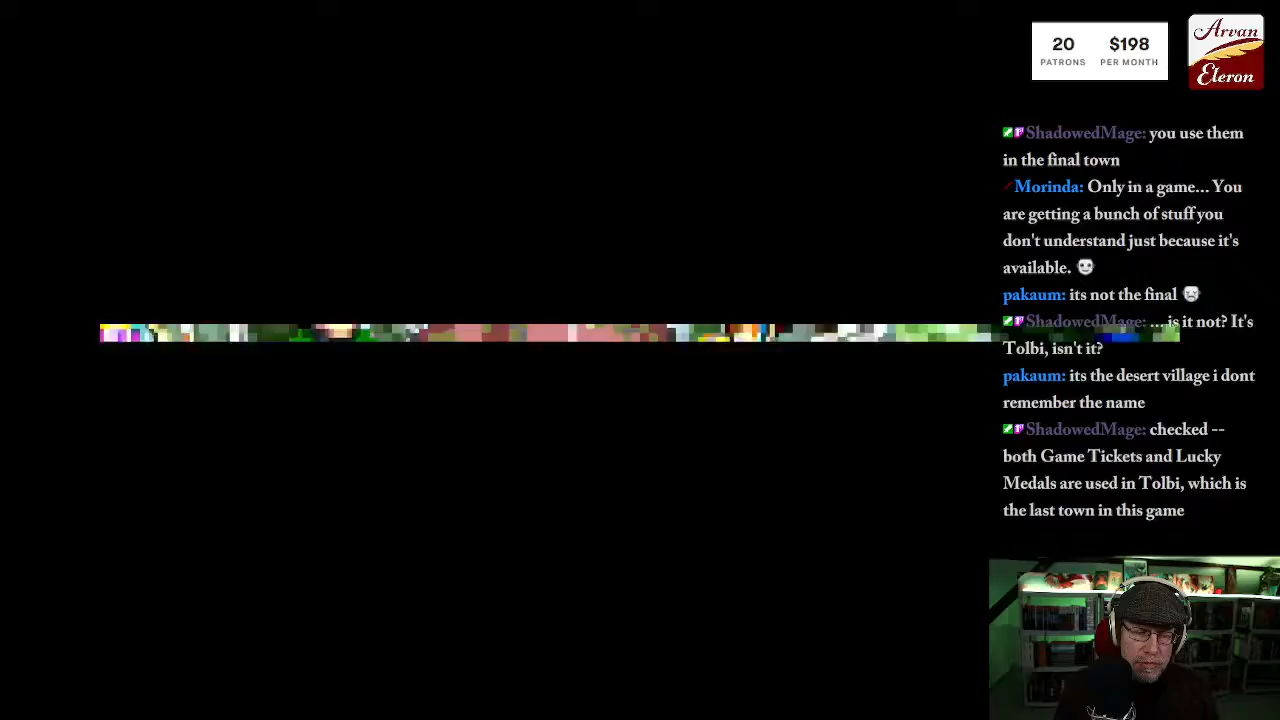 20 $198
PATRONS PER MONTH
Arvan
Eleron
ShadowedMage: you use them
in the final town
Morinda: Only in a game... You
are getting a bunch of stuff you
don't understand just because it's
available.
pakaum: its not the final
ShadowedMage: ....is it not? It's
Tolbi, isn't it?
pakaum: its the desert village i dont
remember the name
ShadowedMage: checked --
both Game Tickets and Lucky
Medals are used in Tolbi, which is
the last town in this game